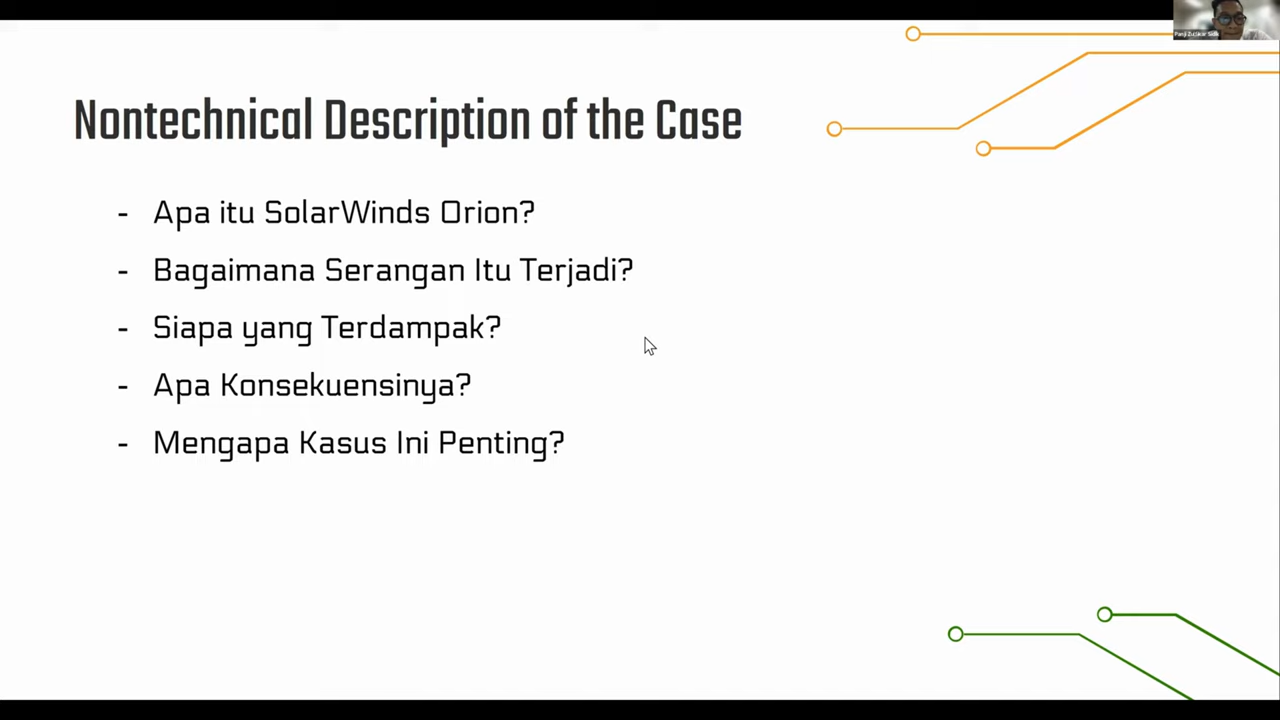 Nontechnical Description of the Case
- Apa itu SolarWinds Orion?
- Bagaimana Serangan Itu Terjadi?
- Siapa yang Terdampak?
- Apa Konsekuensinya?
- Mengapa Kasus Ini Penting?